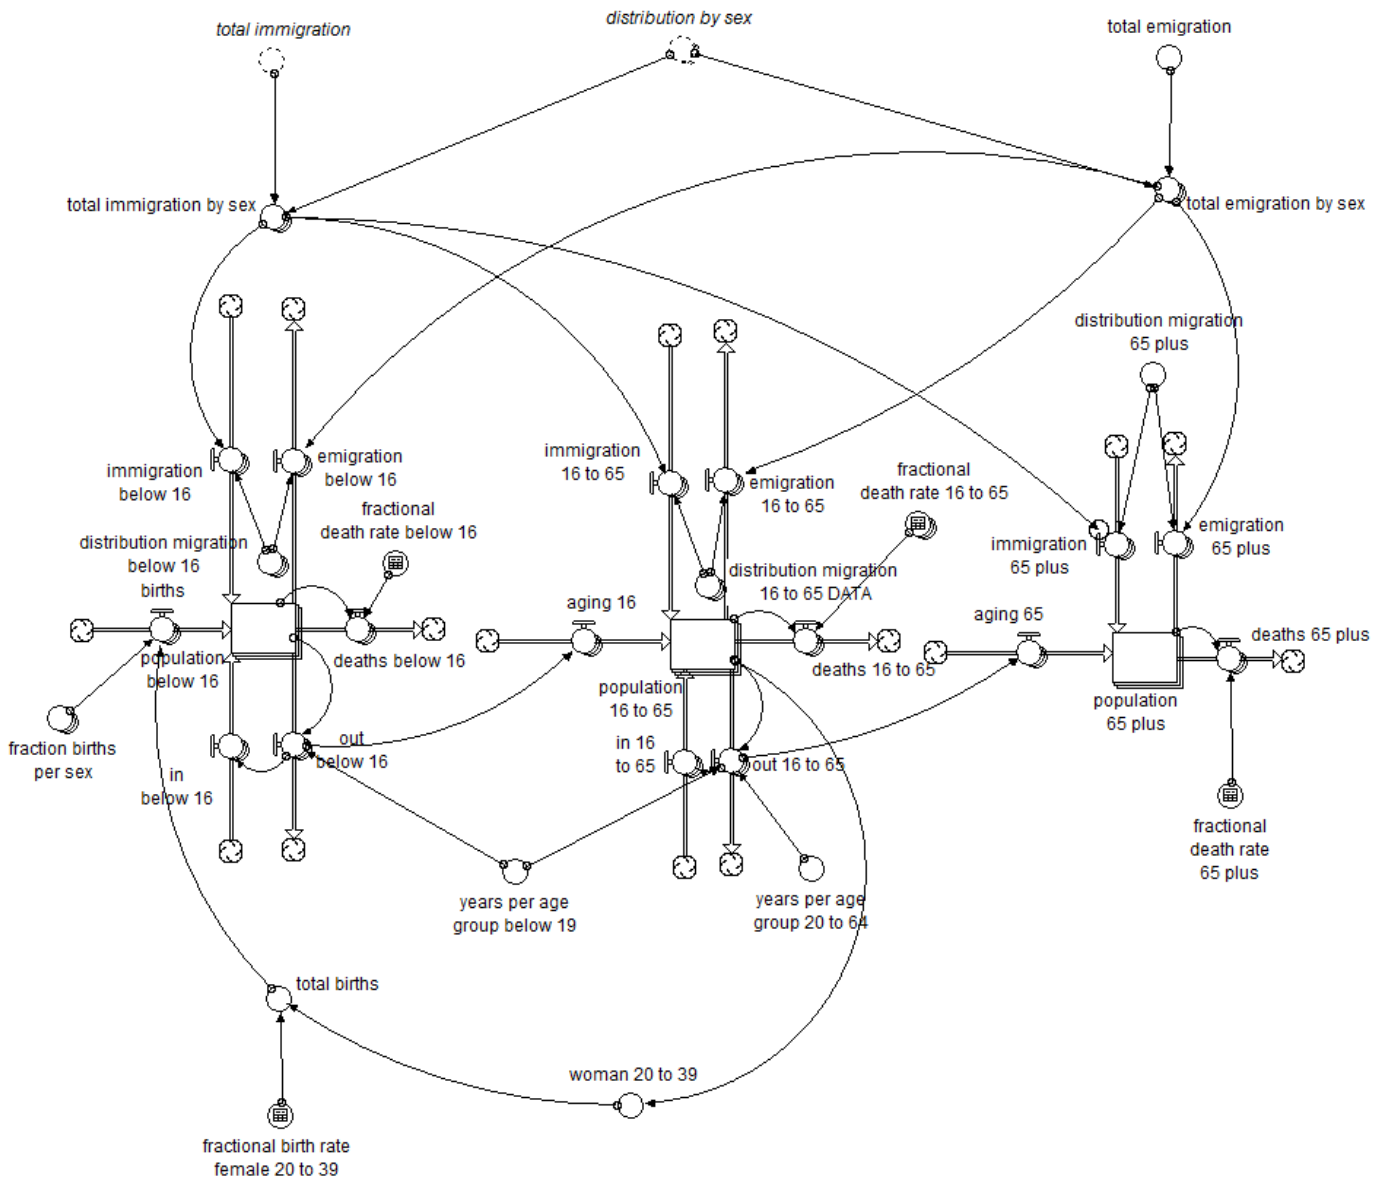 total immigration
distribution by sex
total emigration
total immigration by sex
total emigration by sex
distribution migration
65 plus
immigration
below 16
emigration
below 16
immigration
16 to 65
emigration
16 to 65
fractional
death rate 16 to 65
fractional
death rate below 16
immigration
65 plus
emigration
65 plus
distribution migration
below 16
births
distribution migration
16 to 65 DATA
aging 16
aging 65
deaths 65 plus
population
below 16
deaths below 16
deaths 16 to 65
population
16 to 65
population
65 plus
fraction births
per sex
out
below 16
in 16
to 65
out 16 to 65
in
below 16
fractional
death rate
65 plus
years per age
group below 19
years per age
group 20 to 64
total births
woman 20 to 39
fractional birth rate
female 20 to 39